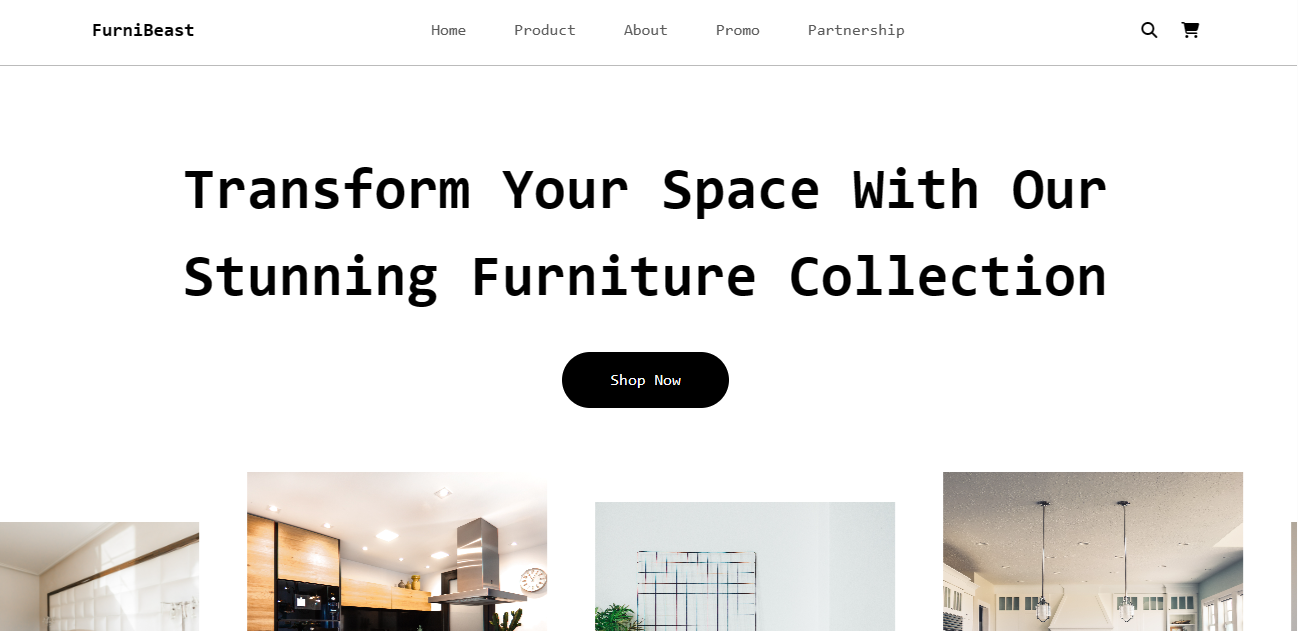 FurniBeast
Home
Product
About
Promo
Partnership
Transform Your Space With Our
Stunning Furniture Collection
Shop Now